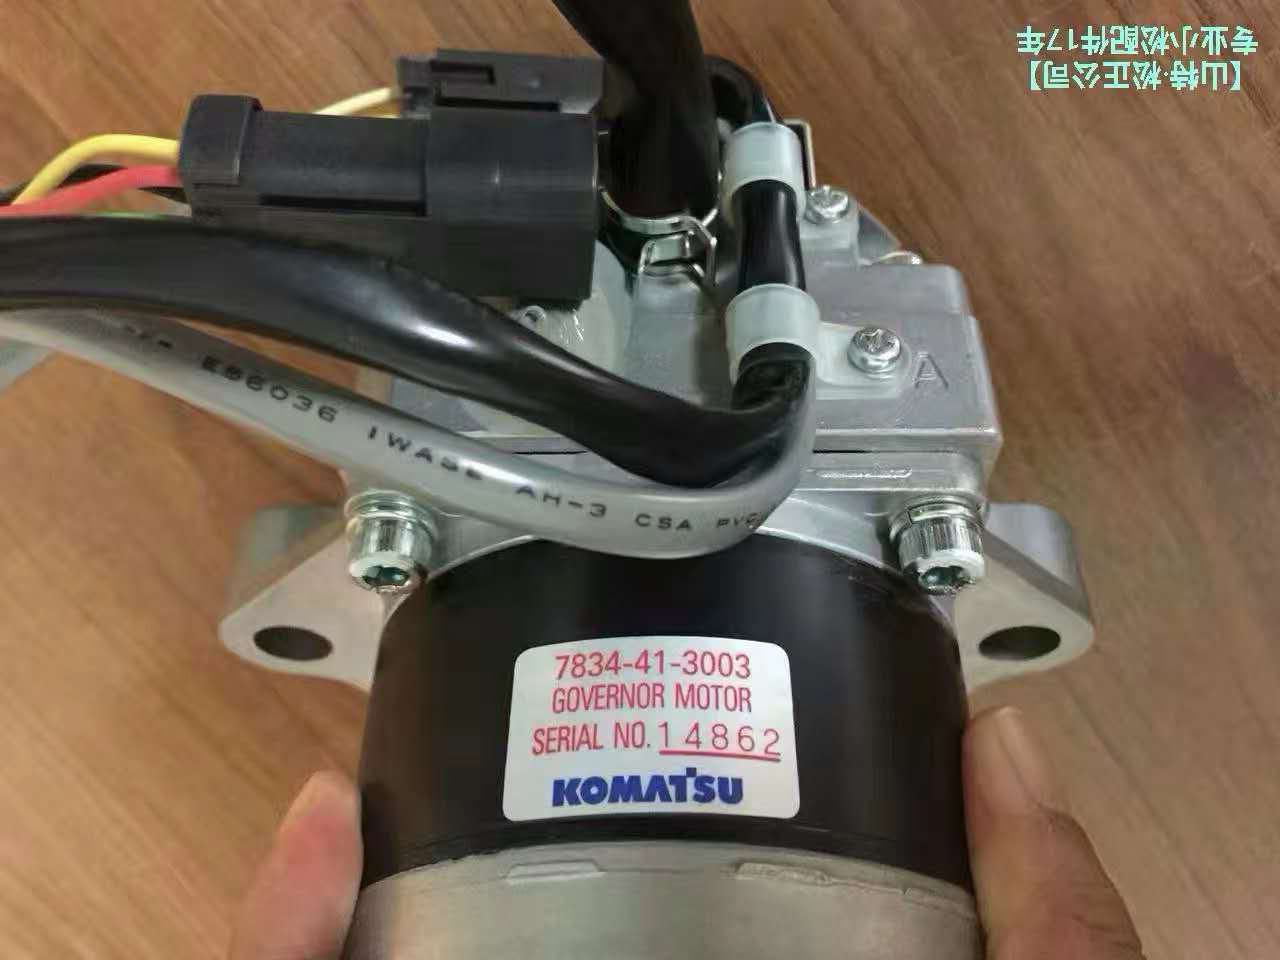 【山特·松正公司】
专业小松配件17年
A
E86036 IWASE AH-3 CSA PVC
7834-41-3003
GOVERNOR MOTOR
SERIAL NO. 14862
KOMATSU